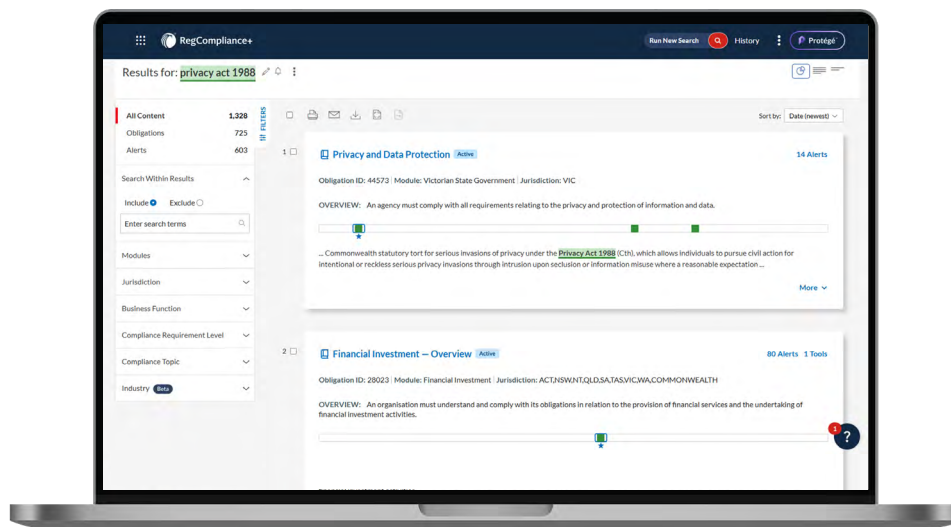 RegCompliance+
Run New Search
History
Protégé
Results for: privacy act 1988
All Content 1,328
Obligations 725
Alerts 603
FILTERS
Search Within Results
Include Exclude
Enter search terms
Modules
Jurisdiction
Business Function
Compliance Requirement Level
Compliance Topic
Industry Beta
Sort by: Date (newest)
1
Privacy and Data Protection Active
14 Alerts
Obligation ID: 44573 | Module: Victorian State Government | Jurisdiction: VIC
OVERVIEW: An agency must comply with all requirements relating to the privacy and protection of information and data.
... Commonwealth statutory tort for serious invasions of privacy under the Privacy Act 1988 (Cth), which allows individuals to pursue civil action for
intentional or reckless serious privacy invasions through intrusion upon seclusion or information misuse where a reasonable expectation ...
More
2
Financial Investment — Overview Active
80 Alerts 1 Tools
Obligation ID: 28023 | Module: Financial Investment | Jurisdiction: ACT,NSW,NT,QLD,SA,TAS,VIC,WA,COMMONWEALTH
OVERVIEW: An organisation must understand and comply with its obligations in relation to the provision of financial services and the undertaking of
financial investment activities.
1
?